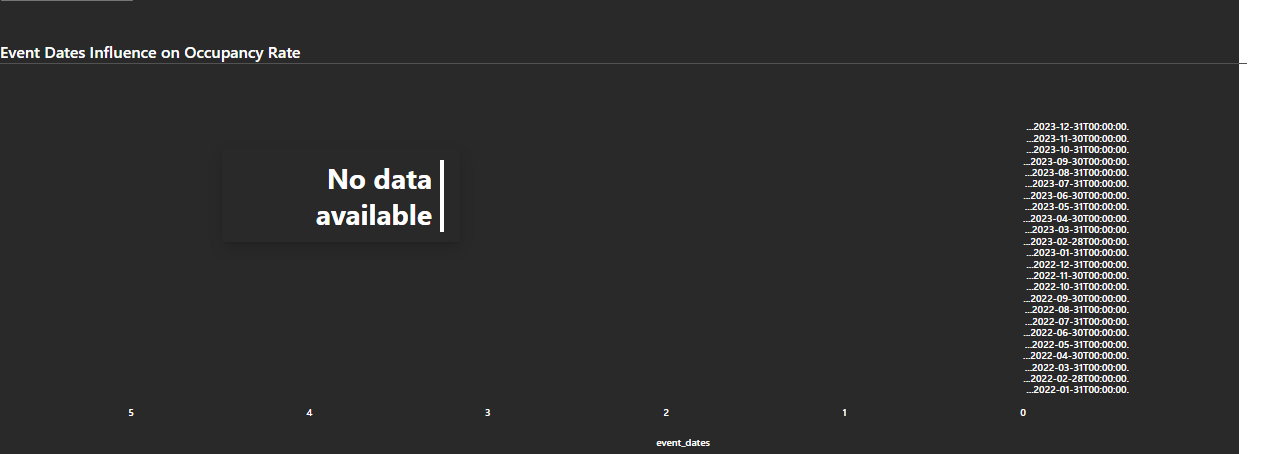 Event Dates Influence on Occupancy Rate
No data
available
...2023-12-31T00:00:00.
...2023-11-30T00:00:00.
...2023-10-31T00:00:00.
...2023-09-30T00:00:00.
...2023-08-31T00:00:00.
...2023-07-31T00:00:00.
...2023-06-30T00:00:00.
...2023-05-31T00:00:00.
...2023-04-30T00:00:00.
...2023-03-31T00:00:00.
...2023-02-28T00:00:00.
...2023-01-31T00:00:00.
...2022-12-31T00:00:00.
...2022-11-30T00:00:00.
...2022-10-31T00:00:00.
...2022-09-30T00:00:00.
...2022-08-31T00:00:00.
...2022-07-31T00:00:00.
...2022-06-30T00:00:00.
...2022-05-31T00:00:00.
...2022-04-30T00:00:00.
...2022-03-31T00:00:00.
...2022-02-28T00:00:00.
...2022-01-31T00:00:00.
5 4 3 2 1 0
event_dates